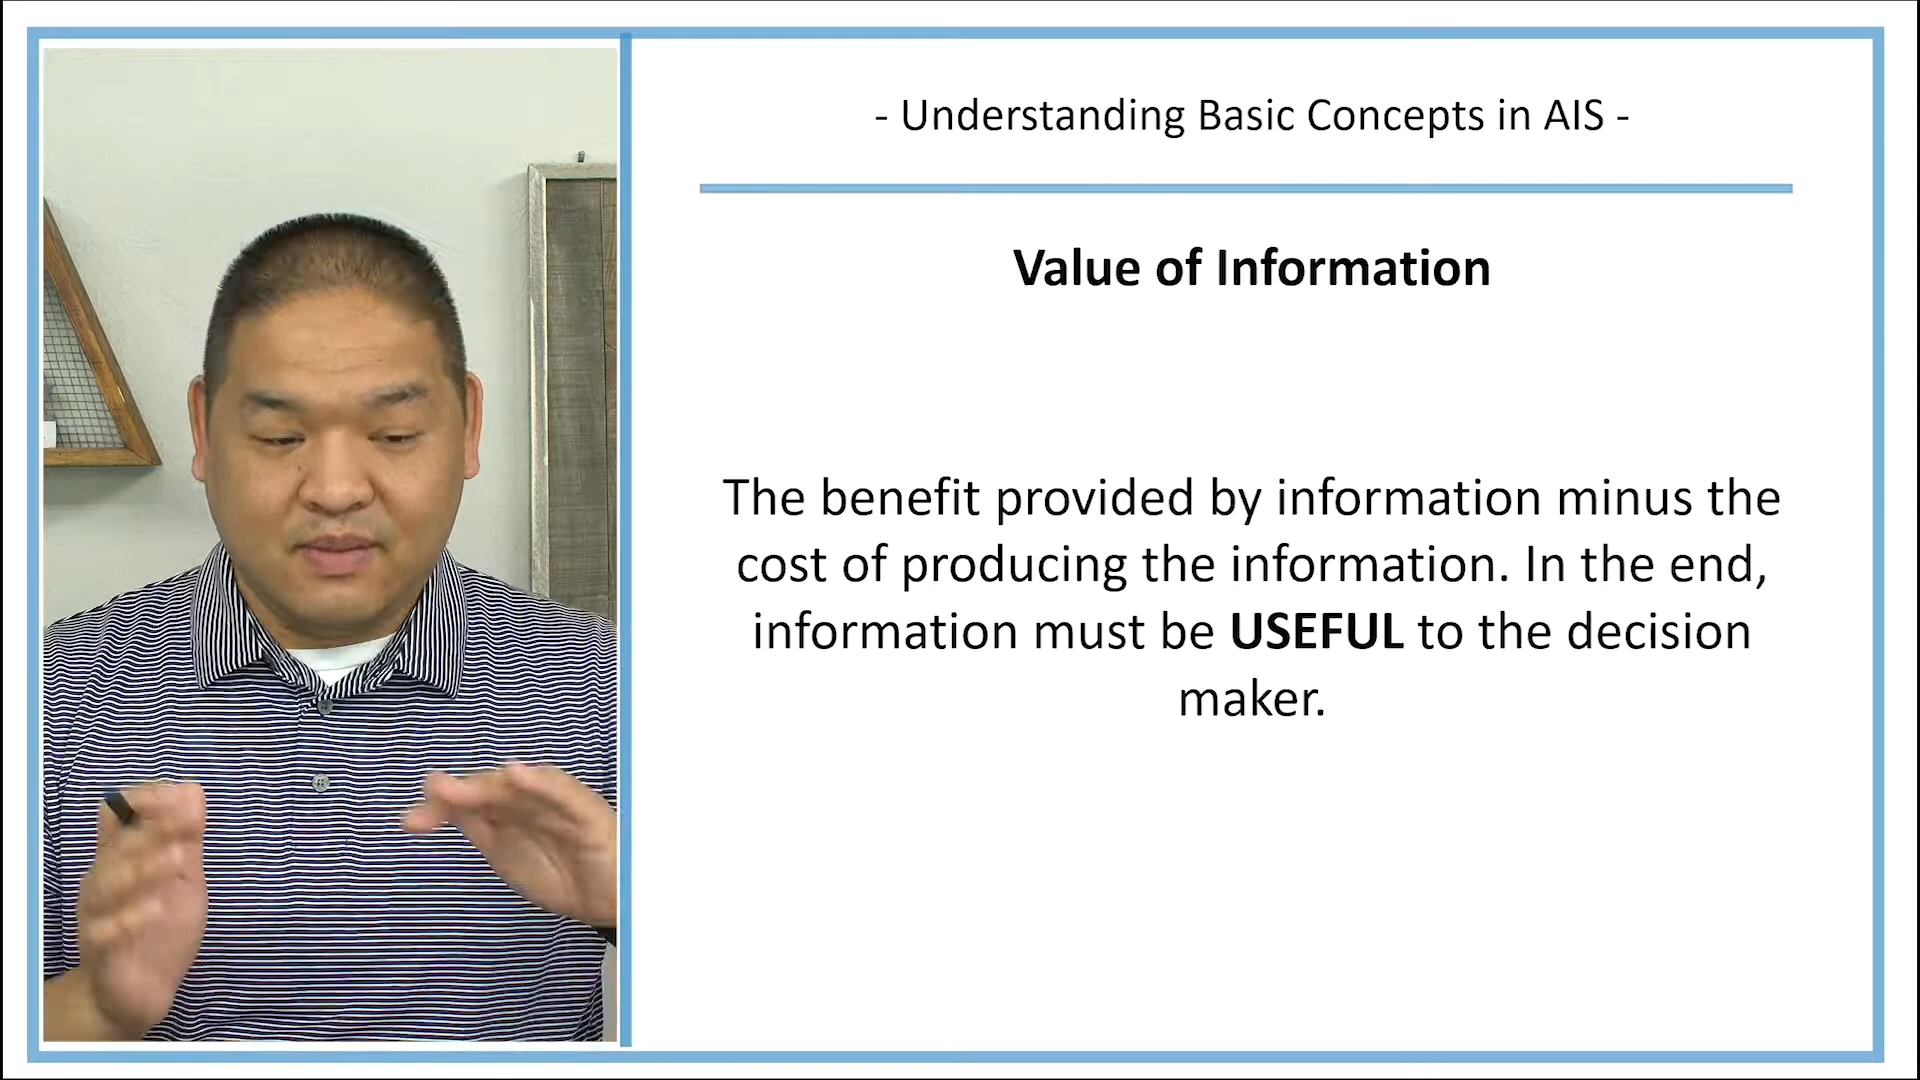 - Understanding Basic Concepts in AIS -
Value of Information
The benefit provided by information minus the
cost of producing the information. In the end,
information must be USEFUL to the decision
maker.